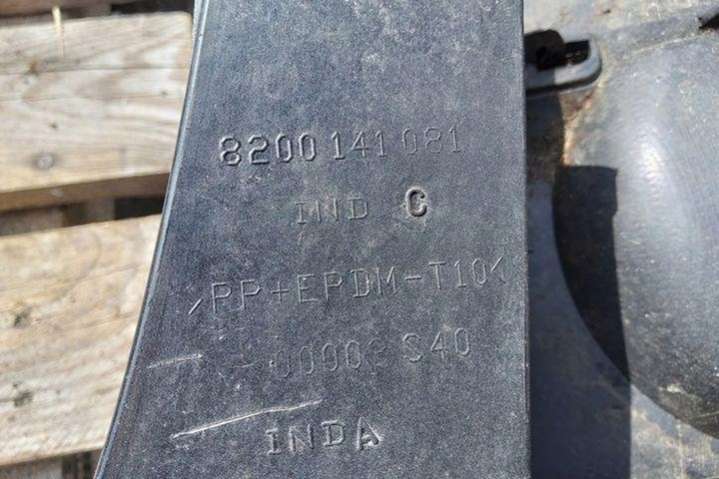 8200 141 081
IND C
>PP+EPDM-T10<
S40
INDA